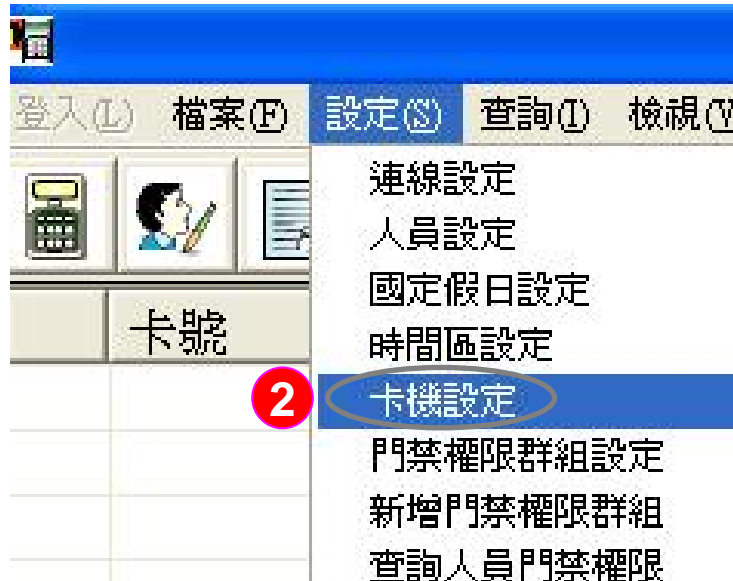 登入(L) 檔案(F) 設定(S) 查詢(I) 檢視(V
連線設定
人員設定
國定假日設定
卡號
時間區設定
2 卡機設定
門禁權限群組設定
新增門禁權限群組
查詢人員門禁權限